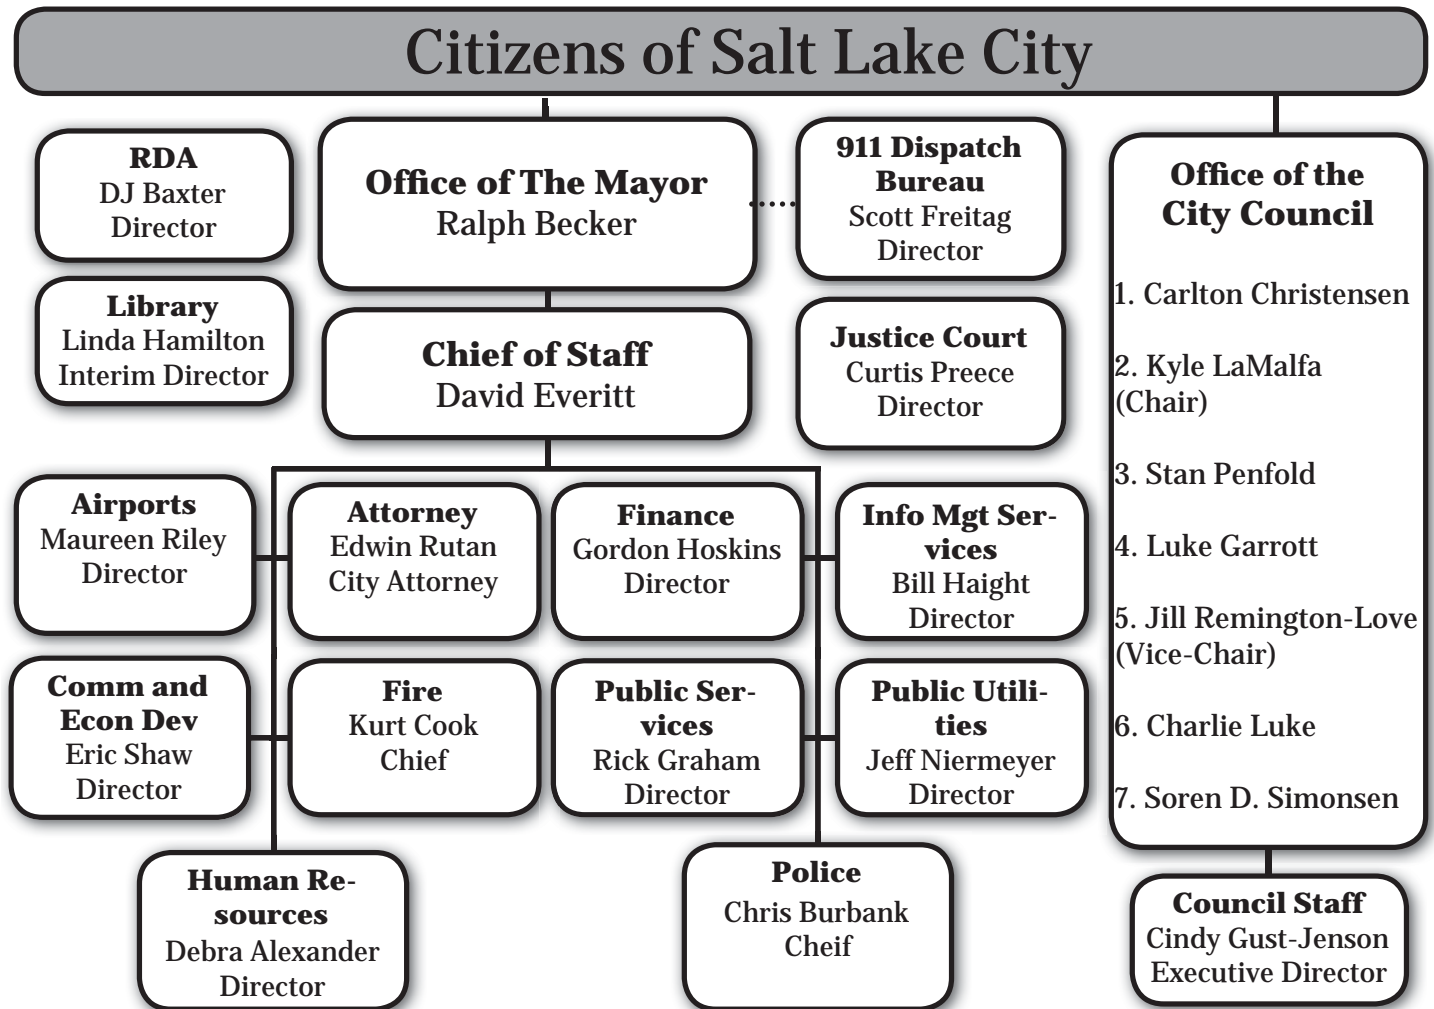 Citizens of Salt Lake City
RDA
DJ Baxter
Director
Library
Linda Hamilton
Interim Director
Office of The Mayor
Ralph Becker
Chief of Staff
David Everitt
911 Dispatch
Bureau
Scott Freitag
Director
Justice Court
Curtis Preece
Director
Office of the
City Council
1. Carlton Christensen
2. Kyle LaMalfa
(Chair)
3. Stan Penfold
4. Luke Garrott
5. Jill Remington-Love
(Vice-Chair)
6. Charlie Luke
7. Soren D. Simonsen
Council Staff
Cindy Gust-Jenson
Executive Director
Airports
Maureen Riley
Director
Attorney
Edwin Rutan
City Attorney
Finance
Gordon Hoskins
Director
Info Mgt Ser-
vices
Bill Haight
Director
Comm and
Econ Dev
Eric Shaw
Director
Fire
Kurt Cook
Chief
Public Ser-
vices
Rick Graham
Director
Public Utili-
ties
Jeff Niermeyer
Director
Human Re-
sources
Debra Alexander
Director
Police
Chris Burbank
Cheif